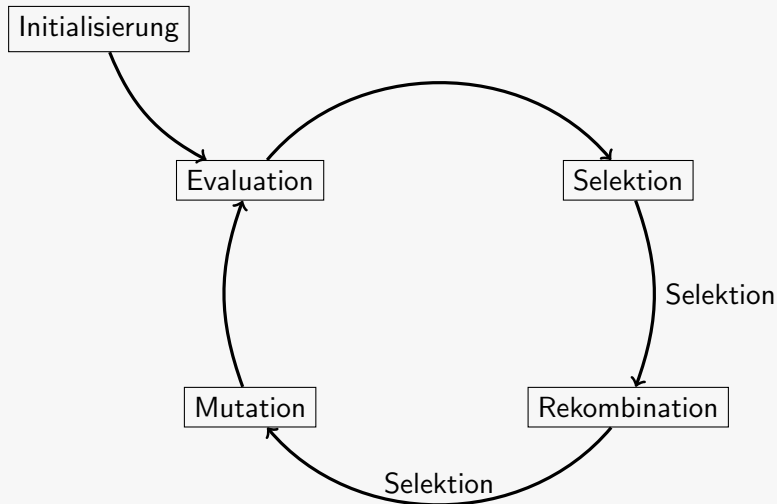 Initialisierung
Evaluation
Selektion
Selektion
Mutation
Rekombination
Selektion